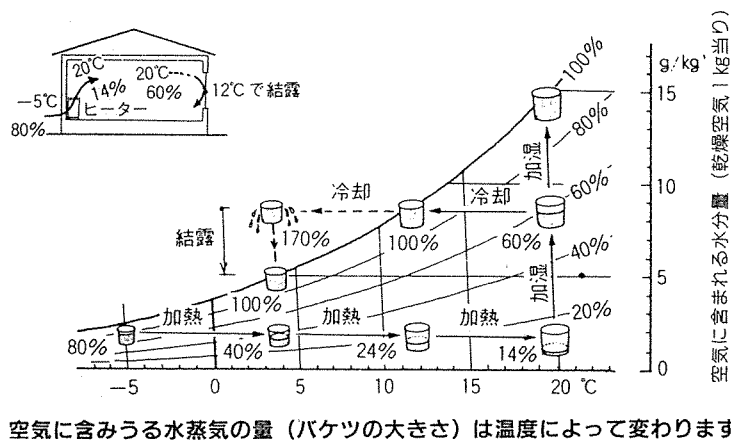 20℃
14%
ヒーター
−5℃
80%
20℃
60%
12℃で結露
g/kg'
100%
80%
60%
40%
20%
15
10
5
0
空気に含まれる水分量（乾燥空気1kg当り）
加湿
冷却
冷却
結露
170%
100%
60%
加湿
100%
加熱
加熱
加熱
80%
40%
24%
14%
−5
0
5
10
15
20 ℃
空気に含みうる水蒸気の量（バケツの大きさ）は温度によって変わります